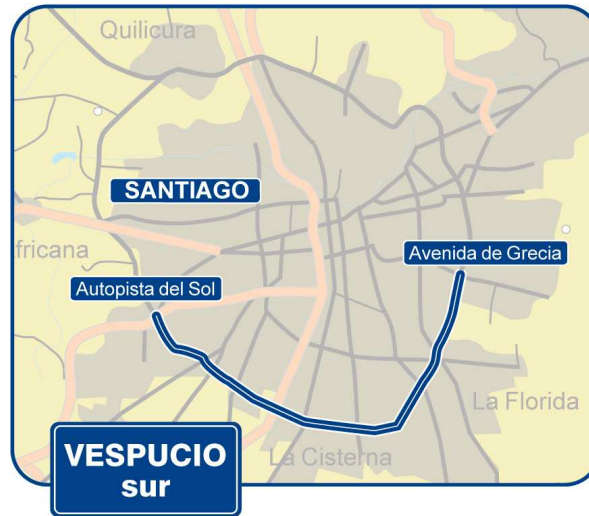 Quilicura
SANTIAGO
fricana
Avenida de Grecia
Autopista del Sol
La Florida
VESPUCIO
sur
La Cisterna